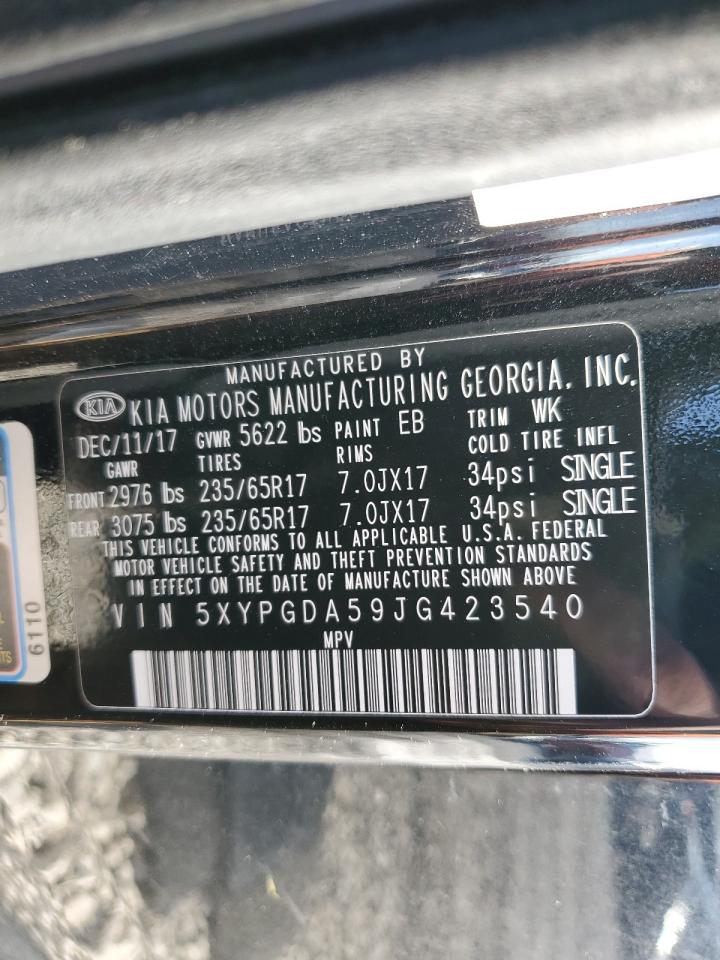 MANUFACTURED BY
KIA KIA MOTORS MANUFACTURING GEORGIA, INC.
DEC/11/17 GVWR 5622 lbs PAINT EB TRIM WK
GAWR TIRES RIMS COLD TIRE INFL
FRONT 2976 lbs 235/65R17 7.0JX17 34psi SINGLE
REAR 3075 lbs 235/65R17 7.0JX17 34psi SINGLE
THIS VEHICLE CONFORMS TO ALL APPLICABLE U.S.A. FEDERAL
MOTOR VEHICLE SAFETY AND THEFT PREVENTION STANDARDS
IN EFFECT ON THE DATE OF MANUFACTURE SHOWN ABOVE
VIN 5XYPGDA59JG423540
MPV
6110